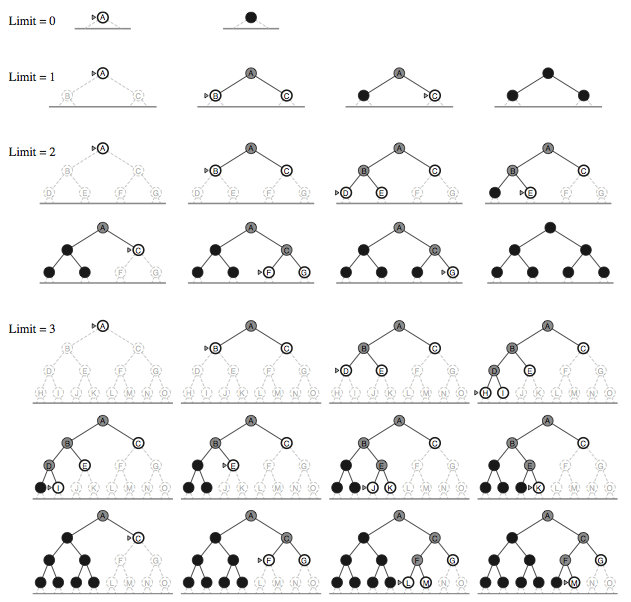 Limit = 0 A
Limit = 1 A A A
B C B C C
Limit = 2 A A A A
B C B C B C B C
D E F G D E F G D E F G E F G
A A A
C C C
F G F G G
Limit = 3 A A A A
B C B C B C B C
D E F G D E F G D E F G D E F G
H I J K L M N O H I J K L M N O H I J K L M N O H I J K L M N O
A A A A
B C B C B C B C
D E F G E F G E F G E F G
I J K L M N O J K L M N O J K L M N O K L M N O
A A A A
C C C C
F G F G F G F G
L M N O L M N O L M N O M N O